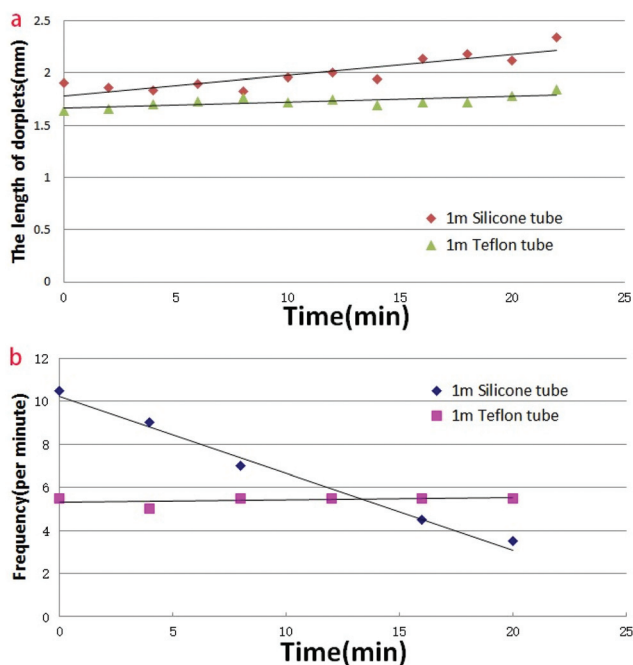 a
2.5
2
1.5
1
0.5
0
0
5
10
15
20
25
The length of dorplets(mm)
Time(min)
1m Silicone tube
1m Teflon tube
b
12
10
8
6
4
2
0
0
5
10
15
20
25
Frequency(per minute)
Time(min)
1m Silicone tube
1m Teflon tube